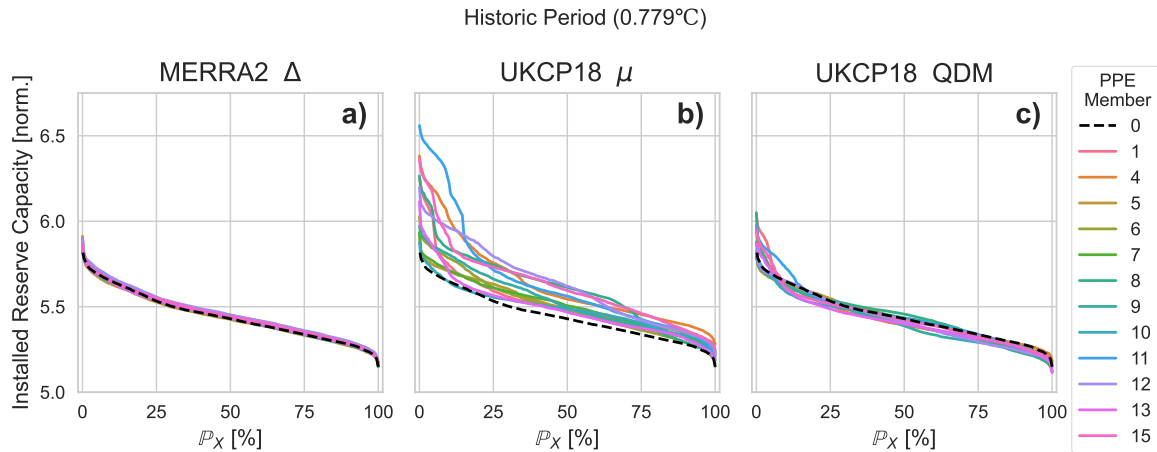 Historic Period (0.779℃)
MERRA2 Δ
UKCP18 μ
UKCP18 QDM
Installed Reserve Capacity [norm.]
6.5
6.0
5.5
5.0
a)
b)
c)
0 25 50 75 100
0 25 50 75 100
0 25 50 75 100
ℙX [%]
ℙX [%]
ℙX [%]
PPE
Member
0
1
4
5
6
7
8
9
10
11
12
13
15